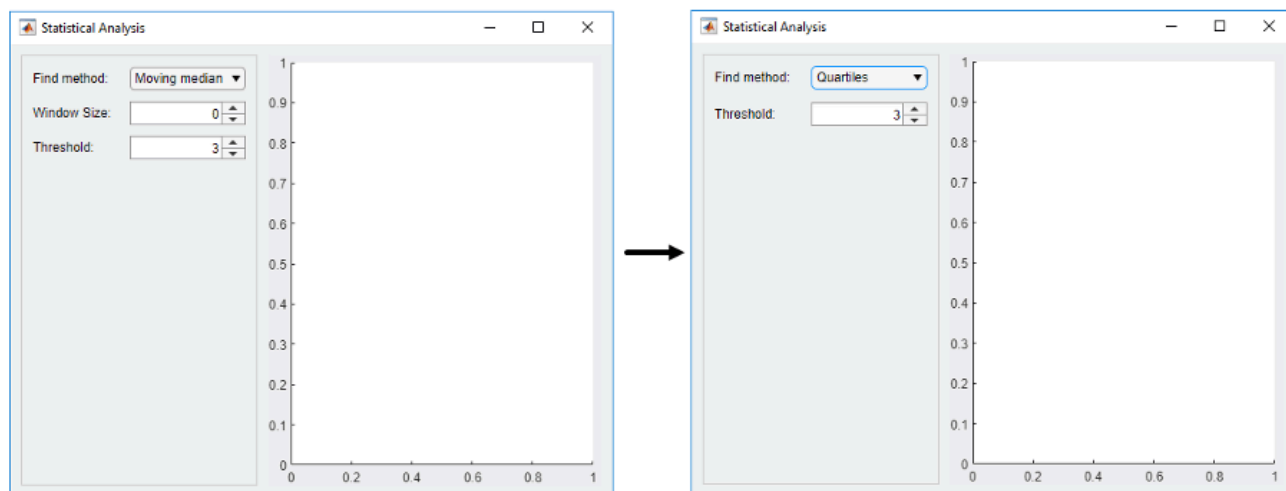 Statistical Analysis
Find method: Moving median
Window Size: 0
Threshold: 3
1
0.9
0.8
0.7
0.6
0.5
0.4
0.3
0.2
0.1
0
0 0.2 0.4 0.6 0.8 1
Statistical Analysis
Find method: Quartiles
Threshold: 3
1
0.9
0.8
0.7
0.6
0.5
0.4
0.3
0.2
0.1
0
0 0.2 0.4 0.6 0.8 1